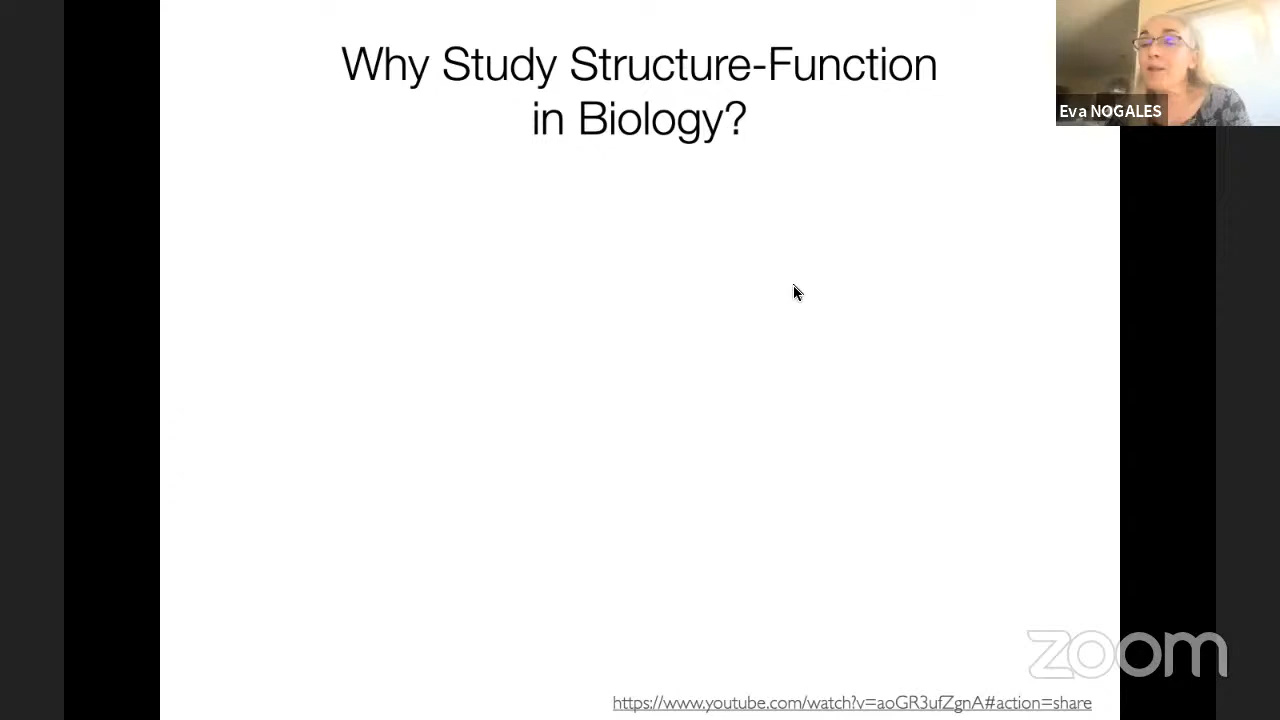 Why Study Structure-Function
in Biology?
Eva NOGALES
zoom
https://www.youtube.com/watch?v=aoGR3ufZgnA#action=share